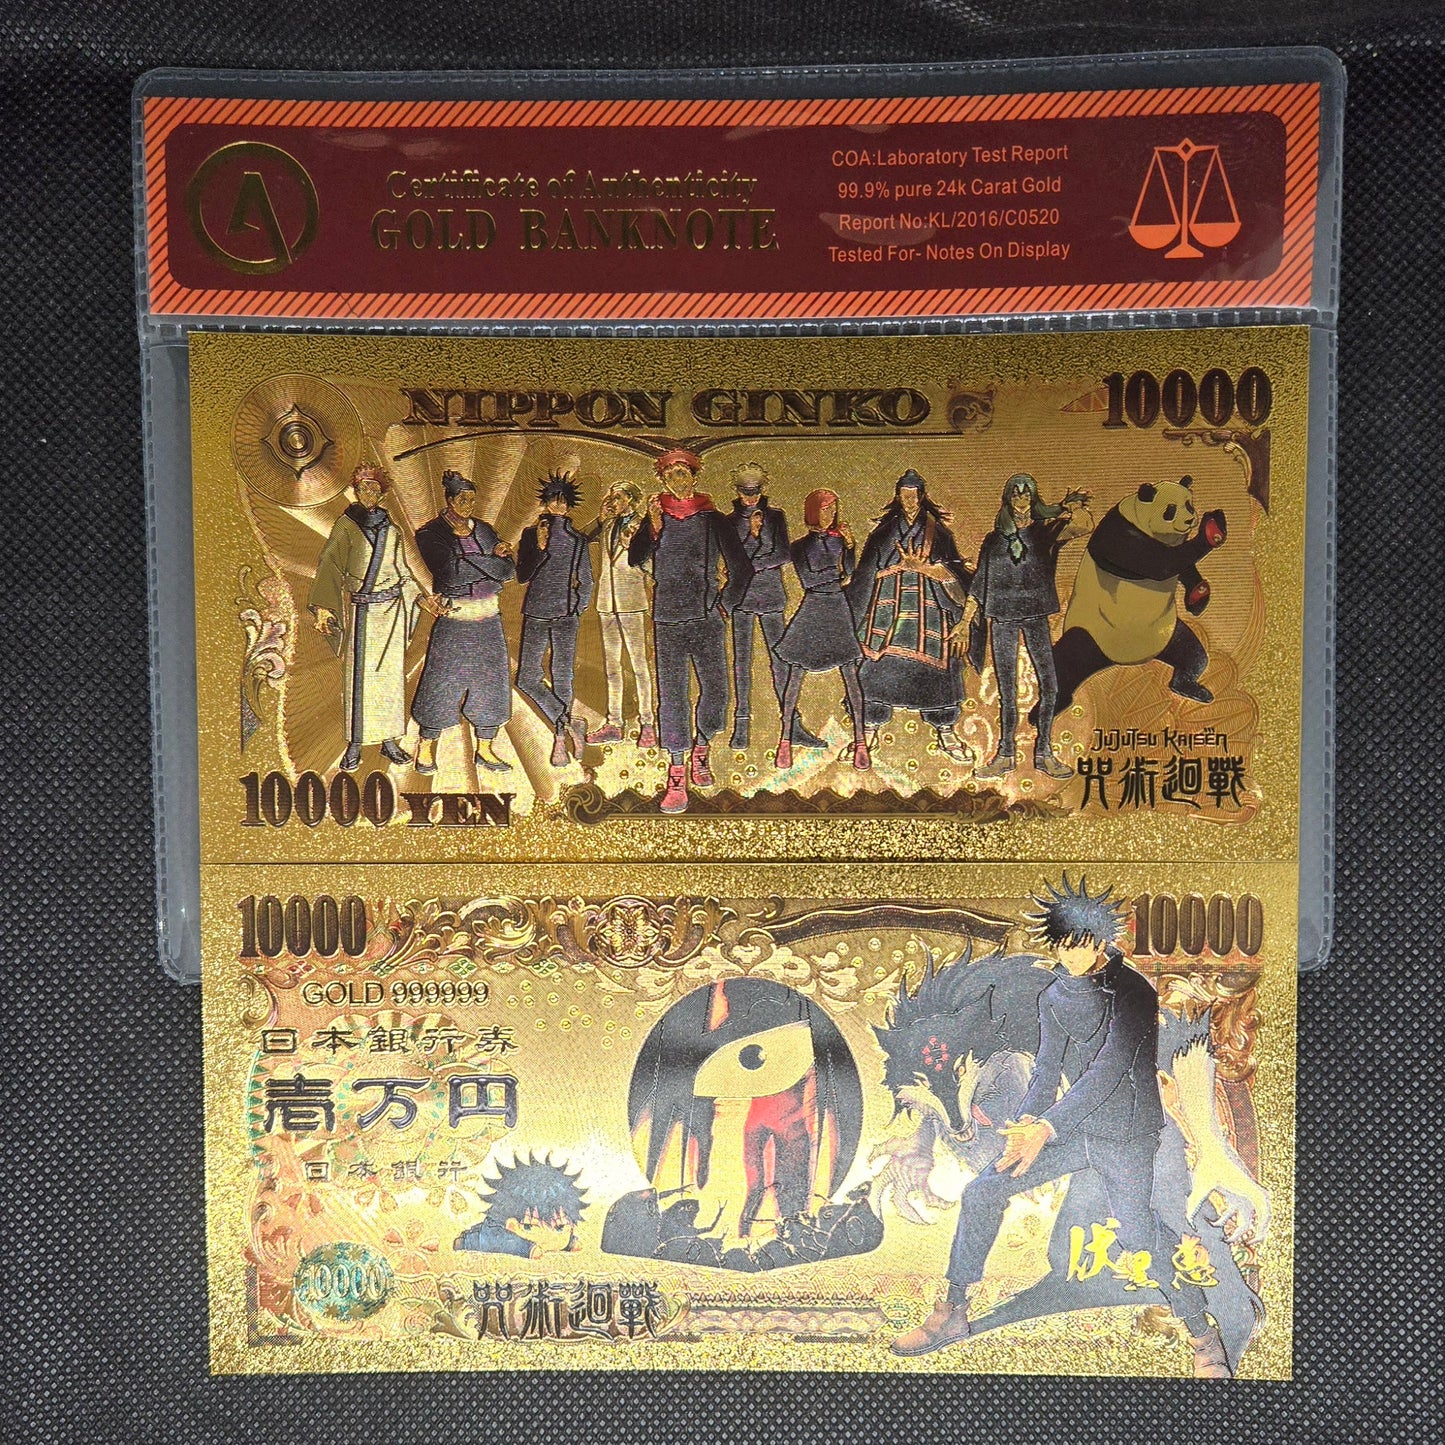 A
Certificate of Authenticity
GOLD BANKNOTE
COA:Laboratory Test Report
99.9% pure 24k Carat Gold
Report No:KL/2016/C0520
Tested For- Notes On Display
NIPPON GINKO
10000
JUJUTSU KAISEN
呪術廻戦
10000 YEN
10000
10000
GOLD 999999
日本銀行券
壱万円
日本銀行
10000
呪術廻戦
伏黒恵